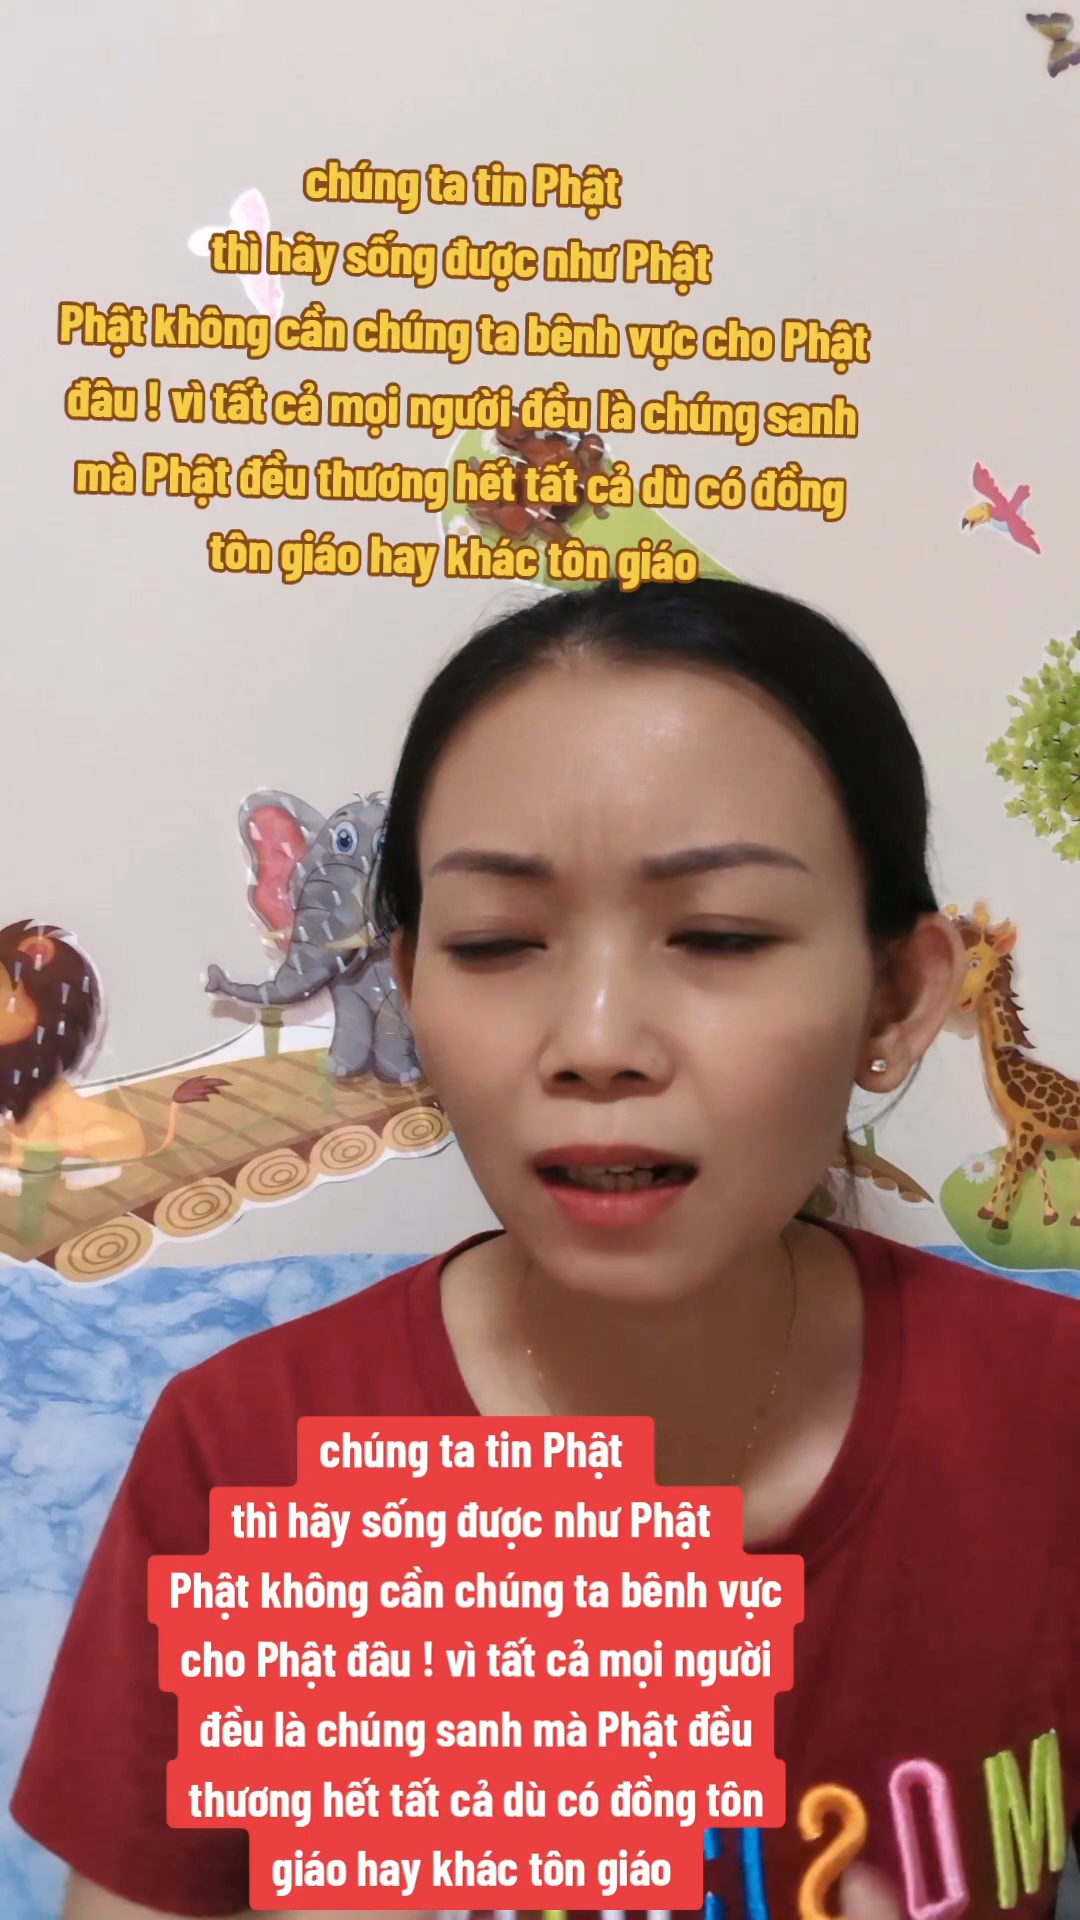 chúng ta tin Phật
thì hãy sống được như Phật
Phật không cần chúng ta bênh vực cho Phật
đâu ! vì tất cả mọi người đều là chúng sanh
mà Phật đều thương hết tất cả dù có đồng
tôn giáo hay khác tôn giáo
chúng ta tin Phật
thì hãy sống được như Phật
Phật không cần chúng ta bênh vực
cho Phật đâu ! vì tất cả mọi người
đều là chúng sanh mà Phật đều
thương hết tất cả dù có đồng tôn
giáo hay khác tôn giáo